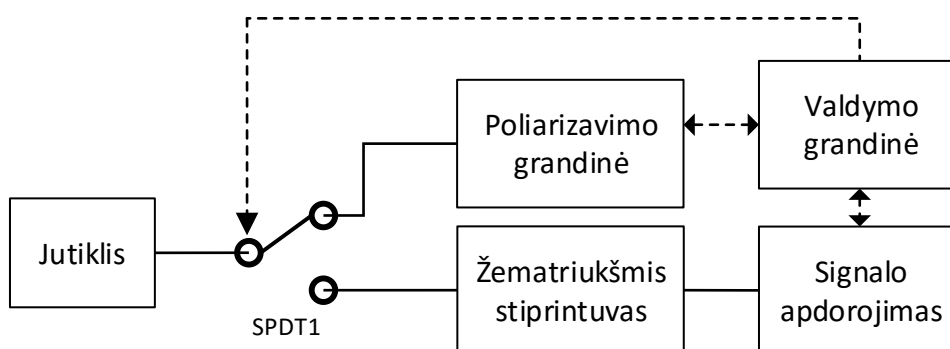 Poliarizavimo
grandinė
Valdymo
grandinė
Jutiklis
Žematriukšmis
stiprintuvas
Signalo
apdorojimas
SPDT1